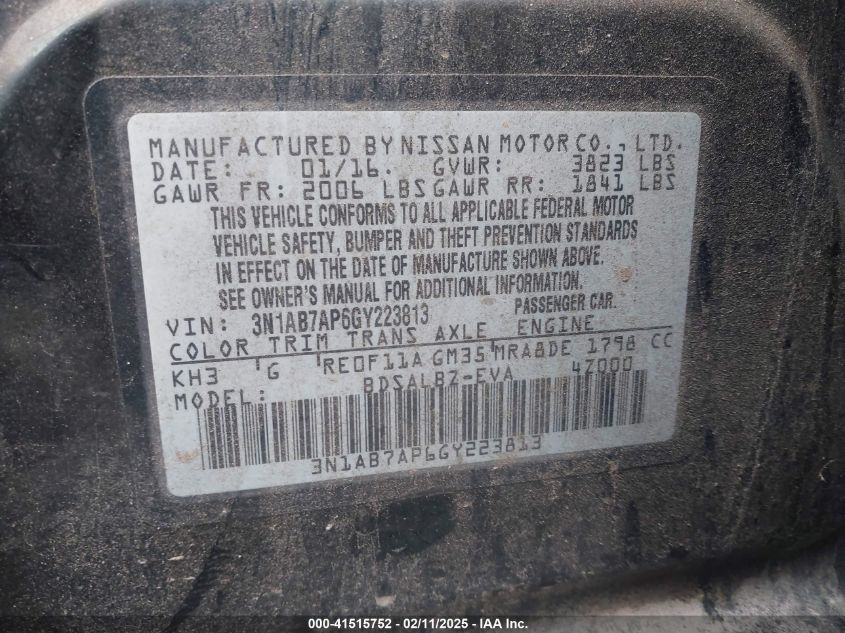 MANUFACTURED BY NISSAN MOTOR CO., LTD.
DATE: 01/16. GVWR: 3823 LBS
GAWR FR: 2006 LBS GAWR RR: 1841 LBS
THIS VEHICLE CONFORMS TO ALL APPLICABLE FEDERAL MOTOR
VEHICLE SAFETY, BUMPER AND THEFT PREVENTION STANDARDS
IN EFFECT ON THE DATE OF MANUFACTURE SHOWN ABOVE.
SEE OWNER'S MANUAL FOR ADDITIONAL INFORMATION.
VIN: 3N1AB7AP6GY223813 PASSENGER CAR.
COLOR TRIM TRANS AXLE ENGINE
KH3 G RE0F11A GM35 MRA8DE 1798 CC
MODEL: BDSALBZ-EVA 47000
3N1AB7AP6GY223813
000-41515752 - 02/11/2025 - IAA Inc.